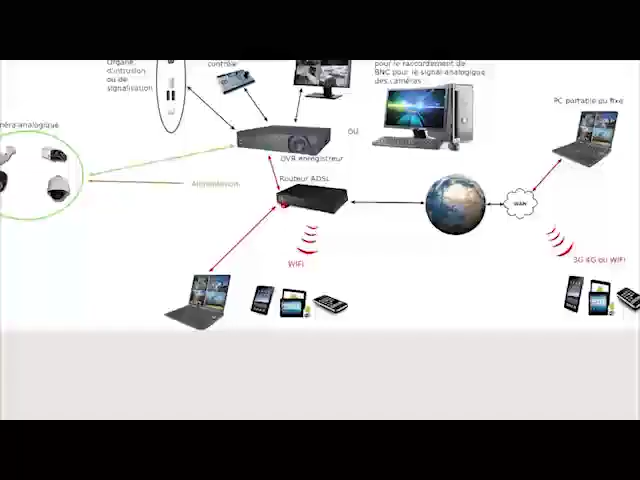 Organe
d'intrusion
ou de
signalisation
contrôle
pour le raccordement de
BNC pour le signal analogique
des caméras
PC portable ou fixe
analogique
OU
DVR enregistreur
Routeur ADSL
Alimentation
WAN
WIFI
3G 4G ou WIFI